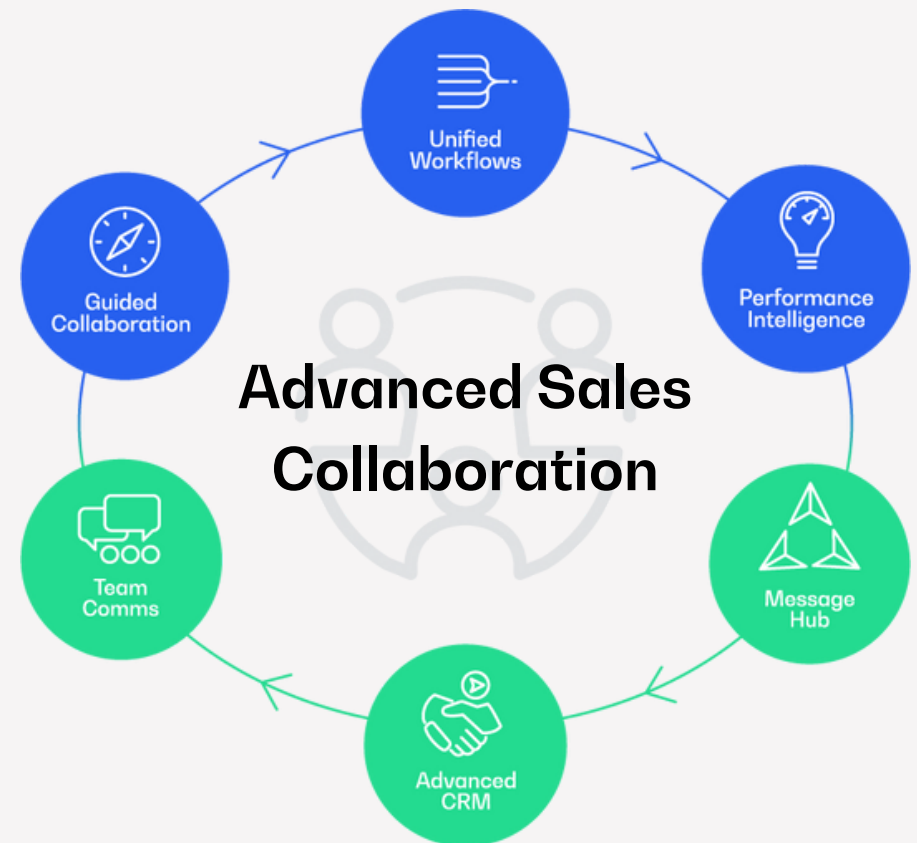 Unified
Workflows
Performance
Intelligence
Guided
Collaboration
Advanced Sales
Collaboration
Message
Hub
Team
Comms
Advanced
CRM